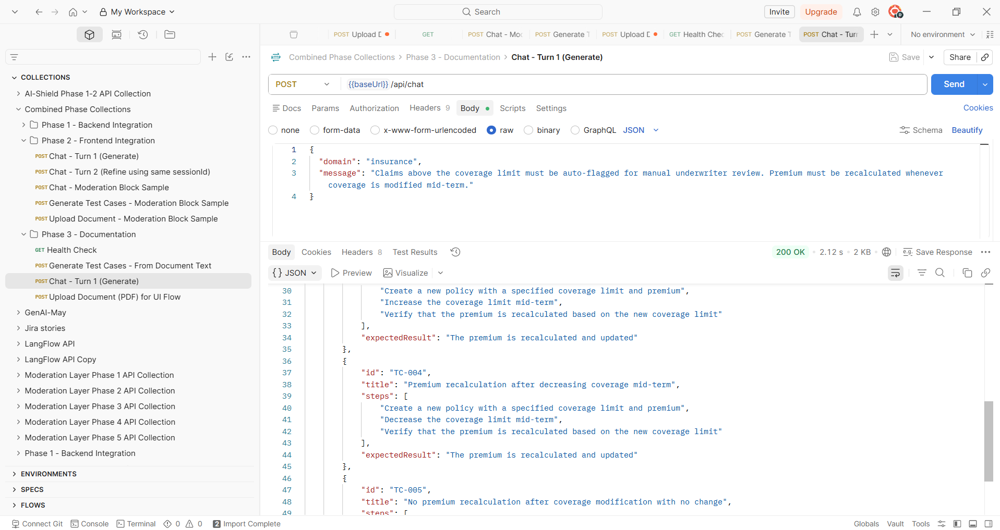 My Workspace
Search
Invite
Upgrade
POST Upload D
GET
POST Chat - Mo
POST Generate T
POST Upload D
GET Health Chec
POST Generate T
POST Chat - Turn
No environment
HTTP Combined Phase Collections > Phase 3 - Documentation > Chat - Turn 1 (Generate)
Save
Share
COLLECTIONS
AI-Shield Phase 1-2 API Collection
Combined Phase Collections
Phase 1 - Backend Integration
Phase 2 - Frontend Integration
POST Chat - Turn 1 (Generate)
POST Chat - Turn 2 (Refine using same sessionId)
POST Chat - Moderation Block Sample
POST Generate Test Cases - Moderation Block Sample
POST Upload Document - Moderation Block Sample
Phase 3 - Documentation
GET Health Check
POST Generate Test Cases - From Document Text
POST Chat - Turn 1 (Generate)
POST Upload Document (PDF) for UI Flow
GenAI-May
Jira stories
LangFlow API
LangFlow API Copy
Moderation Layer Phase 1 API Collection
Moderation Layer Phase 2 API Collection
Moderation Layer Phase 3 API Collection
Moderation Layer Phase 4 API Collection
Moderation Layer Phase 5 API Collection
Phase 1 - Backend Integration
ENVIRONMENTS
SPECS
FLOWS
POST
{{baseUrl}} /api/chat
Send
Docs Params Authorization Headers 9 Body Scripts Settings
Cookies
none form-data x-www-form-urlencoded raw binary GraphQL JSON
Schema Beautify
1 {
2 "domain": "insurance",
3 "message": "Claims above the coverage limit must be auto-flagged for manual underwriter review. Premium must be recalculated whenever
coverage is modified mid-term."
4 }
Body Cookies Headers 8 Test Results
200 OK • 2.12 s • 2 KB
e.g. Save Response
{} JSON Preview Visualize
30 "Create a new policy with a specified coverage limit and premium",
31 "Increase the coverage limit mid-term",
32 "Verify that the premium is recalculated based on the new coverage limit"
33 ],
34 "expectedResult": "The premium is recalculated and updated"
35 },
36 {
37 "id": "TC-004",
38 "title": "Premium recalculation after decreasing coverage mid-term",
39 "steps": [
40 "Create a new policy with a specified coverage limit and premium",
41 "Decrease the coverage limit mid-term",
42 "Verify that the premium is recalculated based on the new coverage limit"
43 ],
44 "expectedResult": "The premium is recalculated and updated"
45 },
46 {
47 "id": "TC-005",
48 "title": "No premium recalculation after coverage modification with no change",
49 "steps": [
Connect Git Console Terminal 0 0 2 Import Complete
Globals Vault Tools